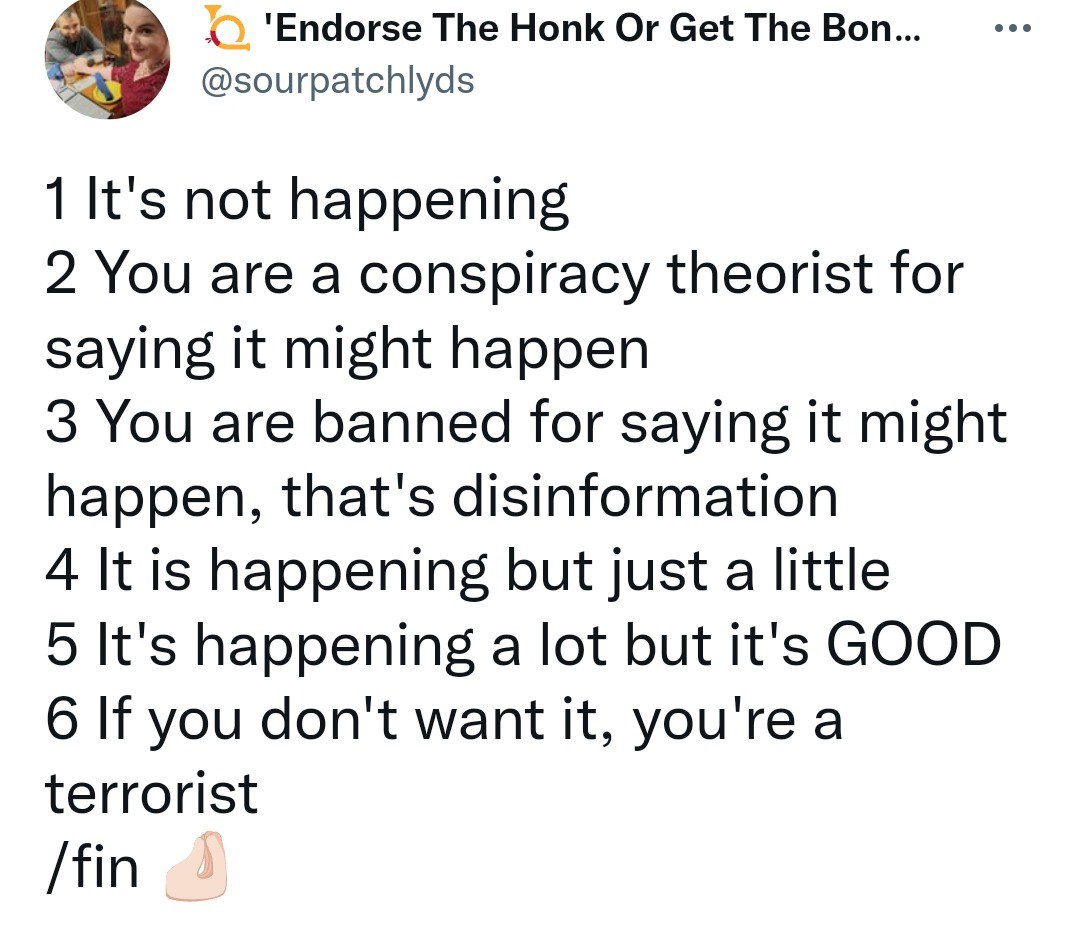 'Endorse The Honk Or Get The Bon...
@sourpatchlyds
1 It's not happening
2 You are a conspiracy theorist for
saying it might happen
3 You are banned for saying it might
happen, that's disinformation
4 It is happening but just a little
5 It's happening a lot but it's GOOD
6 If you don't want it, you're a
terrorist
/fin 🤌🏻